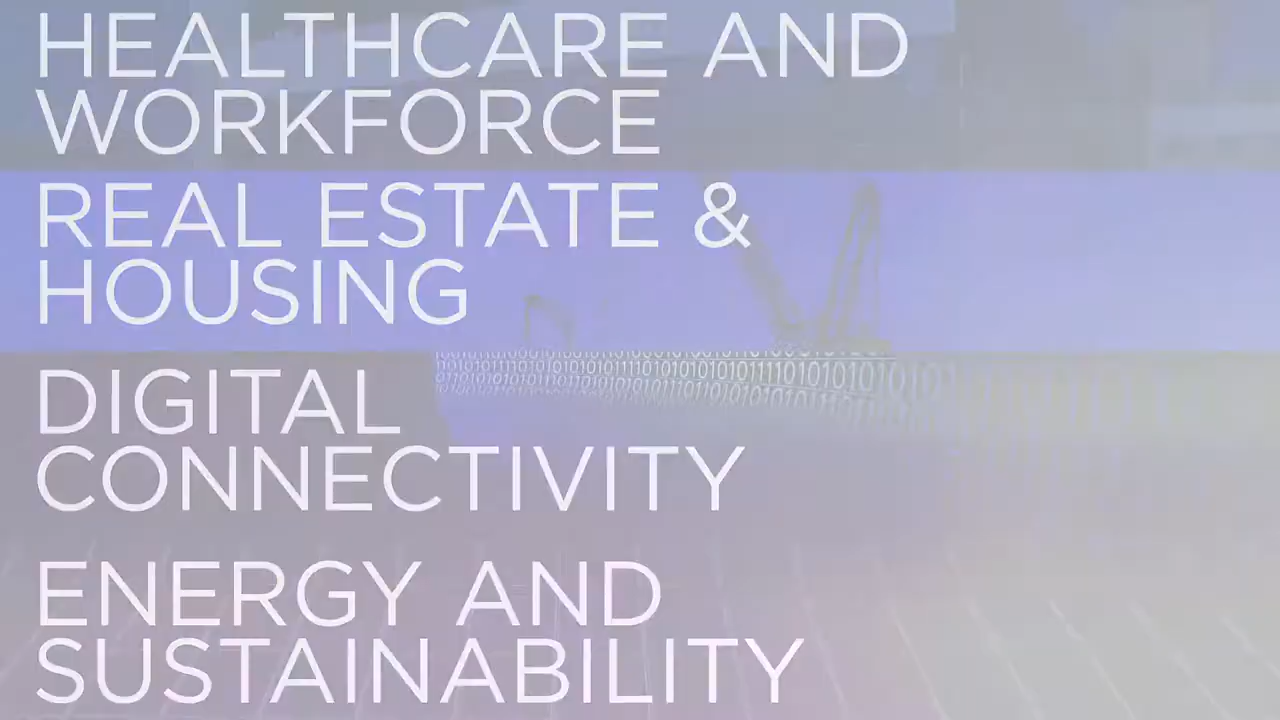 HEALTHCARE AND
WORKFORCE
REAL ESTATE &
HOUSING
DIGITAL
CONNECTIVITY
ENERGY AND
SUSTAINABILITY